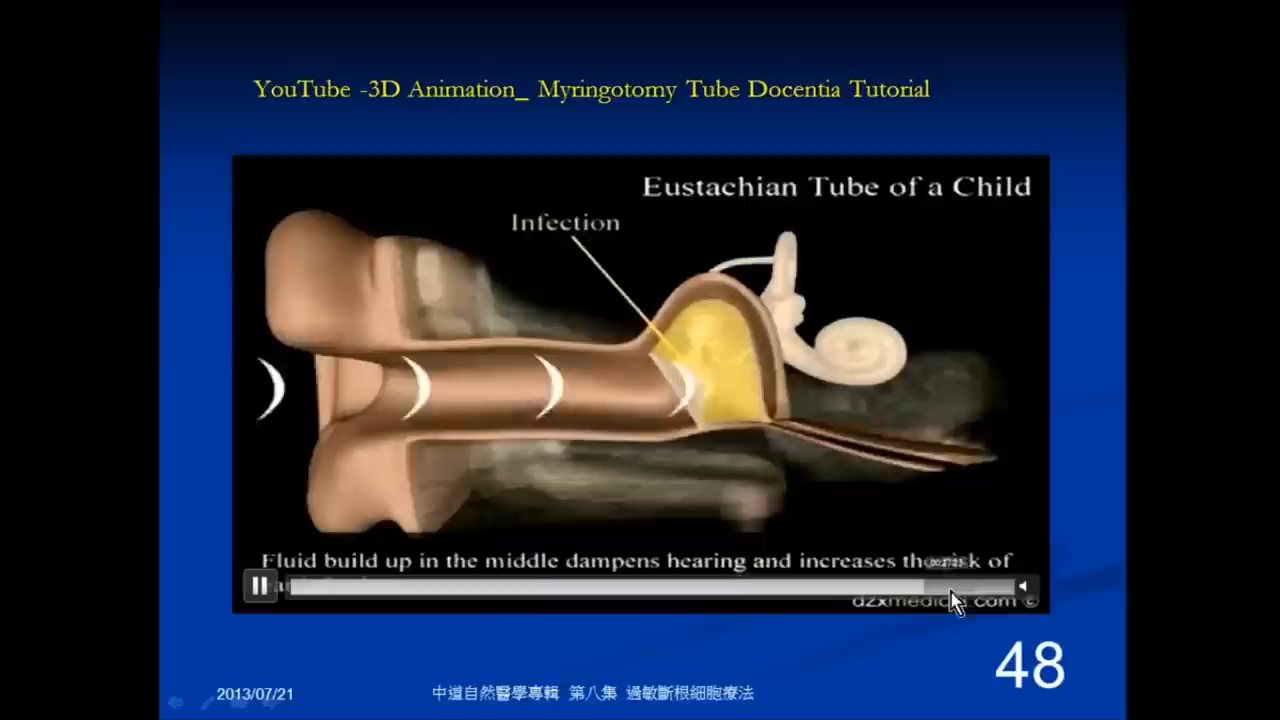 YouTube -3D Animation_ Myringotomy Tube Docentia Tutorial
Eustachian Tube of a Child
Infection
Fluid build up in the middle dampens hearing and increases the risk of
dzxmedica.com ©
48
2013/07/21
中道自然醫學專輯 第八集 過敏斷根細胞療法